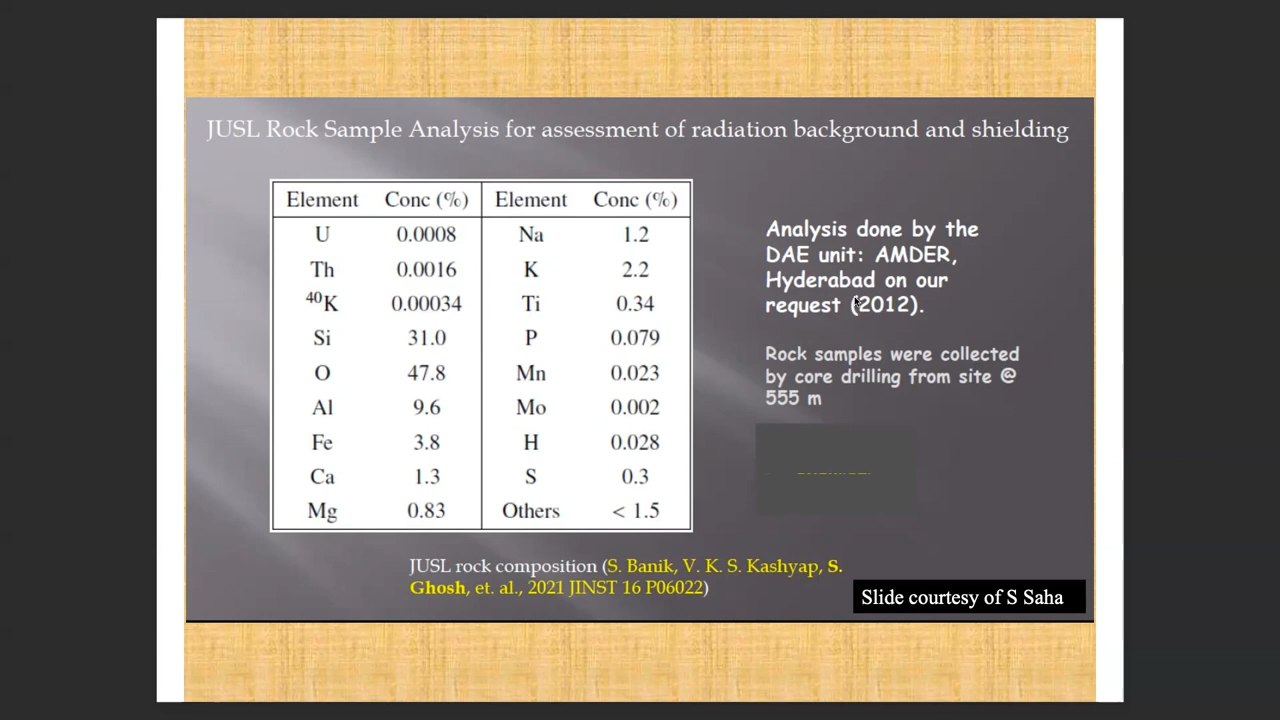 JUSL Rock Sample Analysis for assessment of radiation background and shielding
Element Conc (%) Element Conc (%)
U 0.0008 Na 1.2
Th 0.0016 K 2.2
⁴⁰K 0.00034 Ti 0.34
Si 31.0 P 0.079
O 47.8 Mn 0.023
Al 9.6 Mo 0.002
Fe 3.8 H 0.028
Ca 1.3 S 0.3
Mg 0.83 Others < 1.5
Analysis done by the
DAE unit: AMDER,
Hyderabad on our
request (2012).
Rock samples were collected
by core drilling from site @
555 m
JUSL rock composition (S. Banik, V. K. S. Kashyap, S.
Ghosh, et. al., 2021 JINST 16 P06022)
Slide courtesy of S Saha